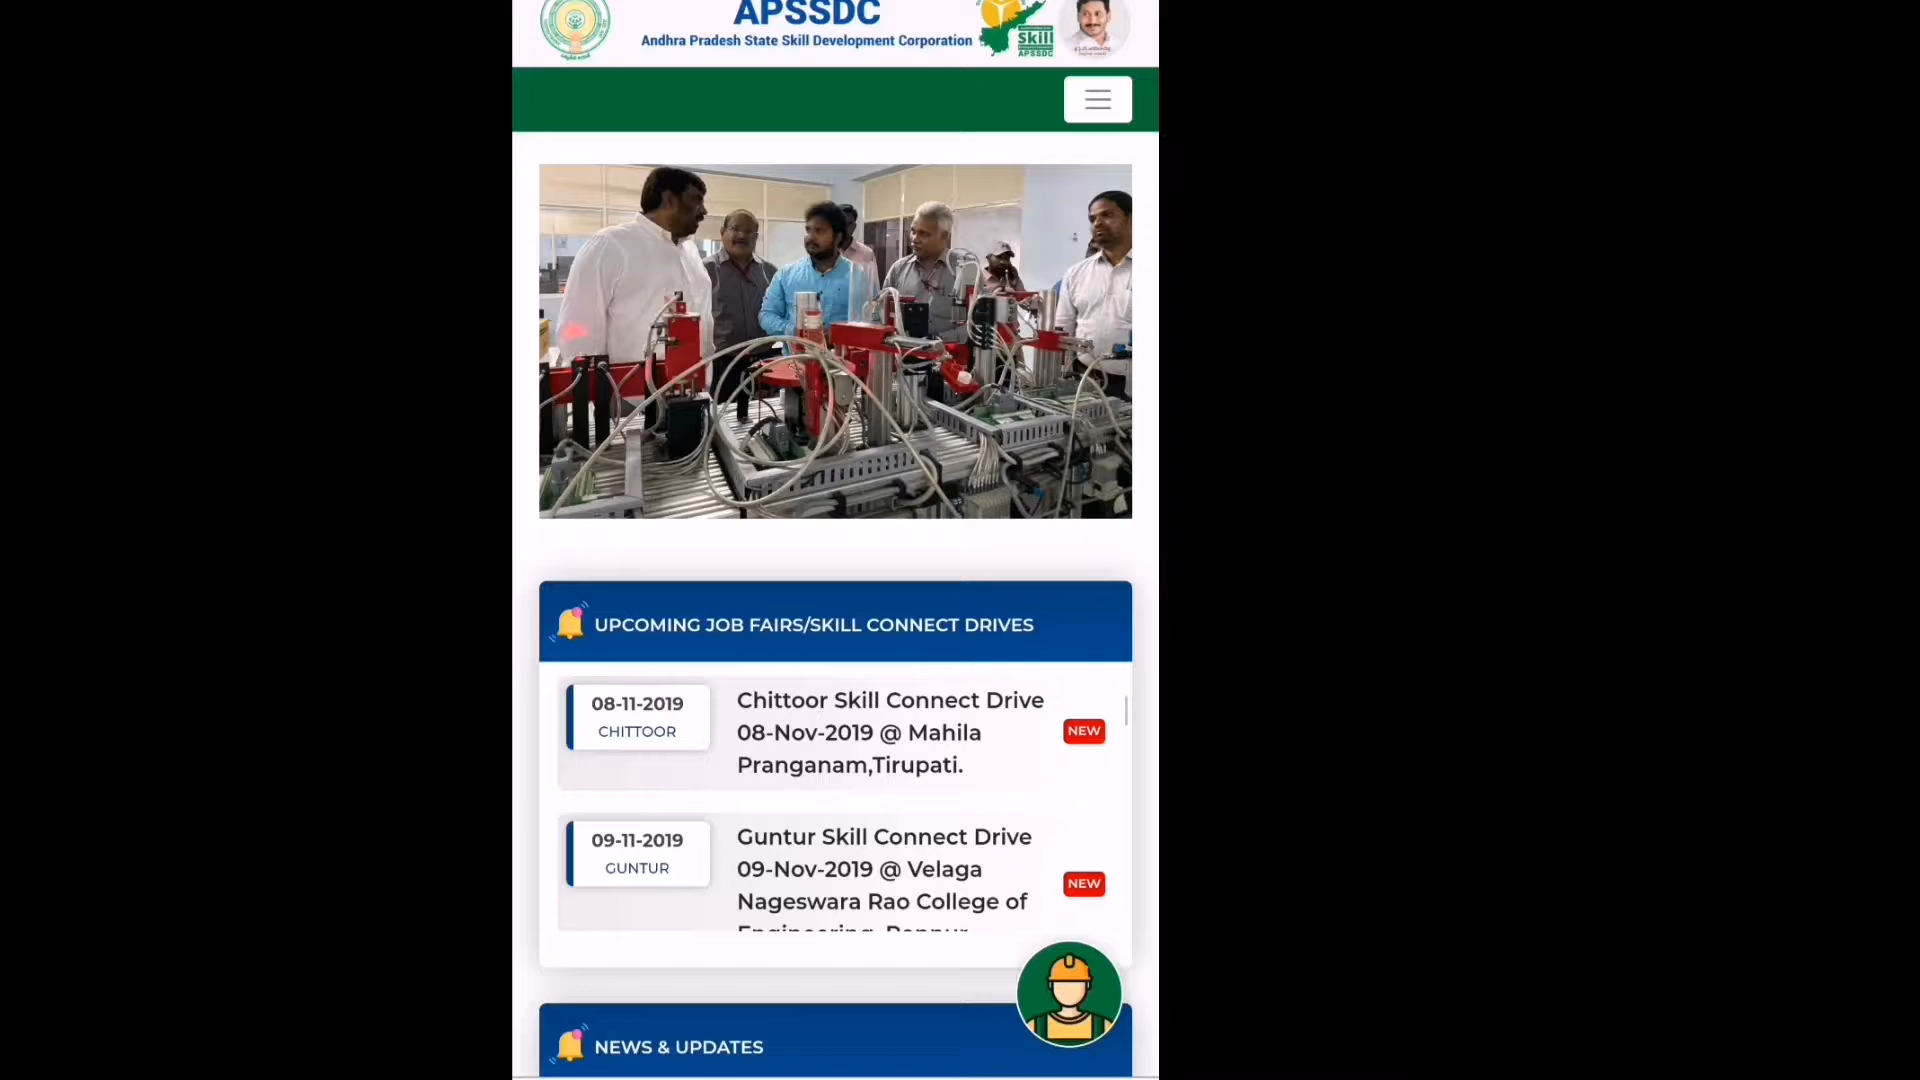 APSSDC
Andhra Pradesh State Skill Development Corporation
Skill
APSSDC
UPCOMING JOB FAIRS/SKILL CONNECT DRIVES
08-11-2019
CHITTOOR
Chittoor Skill Connect Drive
08-Nov-2019 @ Mahila
Pranganam,Tirupati.
NEW
09-11-2019
GUNTUR
Guntur Skill Connect Drive
09-Nov-2019 @ Velaga
Nageswara Rao College of
Engineering, Ponnur
NEW
NEWS & UPDATES